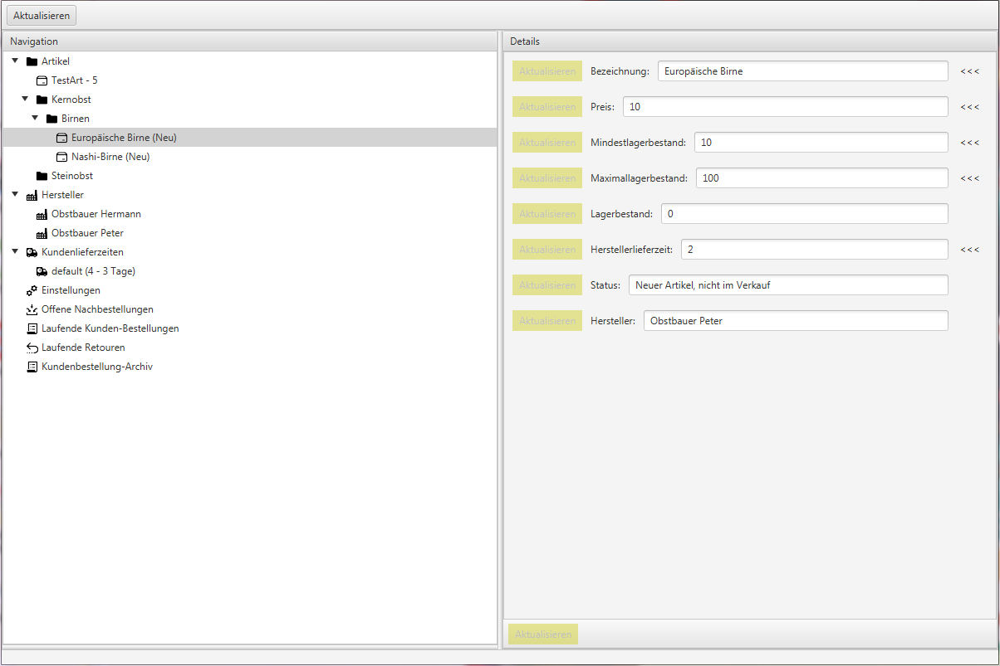 Aktualisieren
Navigation
Artikel
TestArt - 5
Kernobst
Birnen
Europäische Birne (Neu)
Nashi-Birne (Neu)
Steinobst
Hersteller
Obstbauer Hermann
Obstbauer Peter
Kundenlieferzeiten
default (4 - 3 Tage)
Einstellungen
Offene Nachbestellungen
Laufende Kunden-Bestellungen
Laufende Retouren
Kundenbestellung-Archiv
Details
Aktualisieren Bezeichnung: Europäische Birne <<<
Aktualisieren Preis: 10 <<<
Aktualisieren Mindestlagerbestand: 10 <<<
Aktualisieren Maximallagerbestand: 100 <<<
Aktualisieren Lagerbestand: 0
Aktualisieren Herstellerlieferzeit: 2 <<<
Aktualisieren Status: Neuer Artikel, nicht im Verkauf
Aktualisieren Hersteller: Obstbauer Peter
Aktualisieren